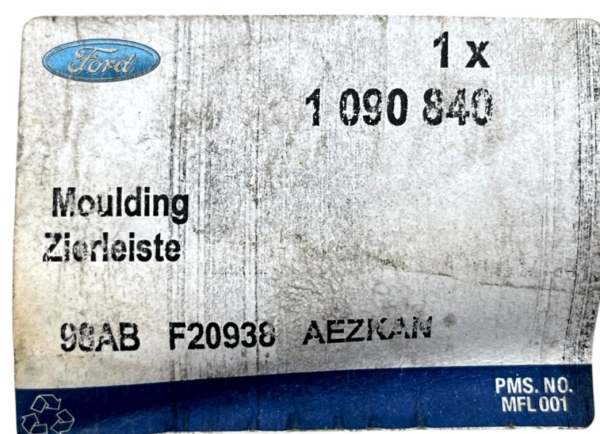 Ford
1 x
1 090 840
Moulding
Zierleiste
98AB F20938 AEZKAN
PMS. NO.
MFL 001